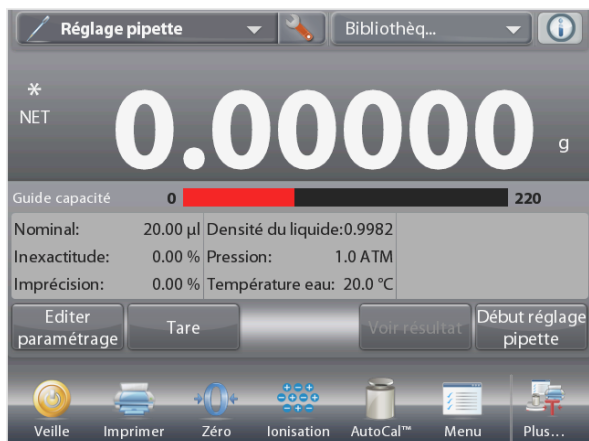 Réglage pipette
Bibliothèq...
*
NET
0.00000 g
Guide capacité 0 220
Nominal: 20.00 µl Densité du liquide:0.9982
Inexactitude: 0.00 % Pression: 1.0 ATM
Imprécision: 0.00 % Température eau: 20.0 °C
Editer paramétrage
Tare
Voir résultat
Début réglage pipette
Veille
Imprimer
Zéro
Ionisation
AutoCal™
Menu
Plus...